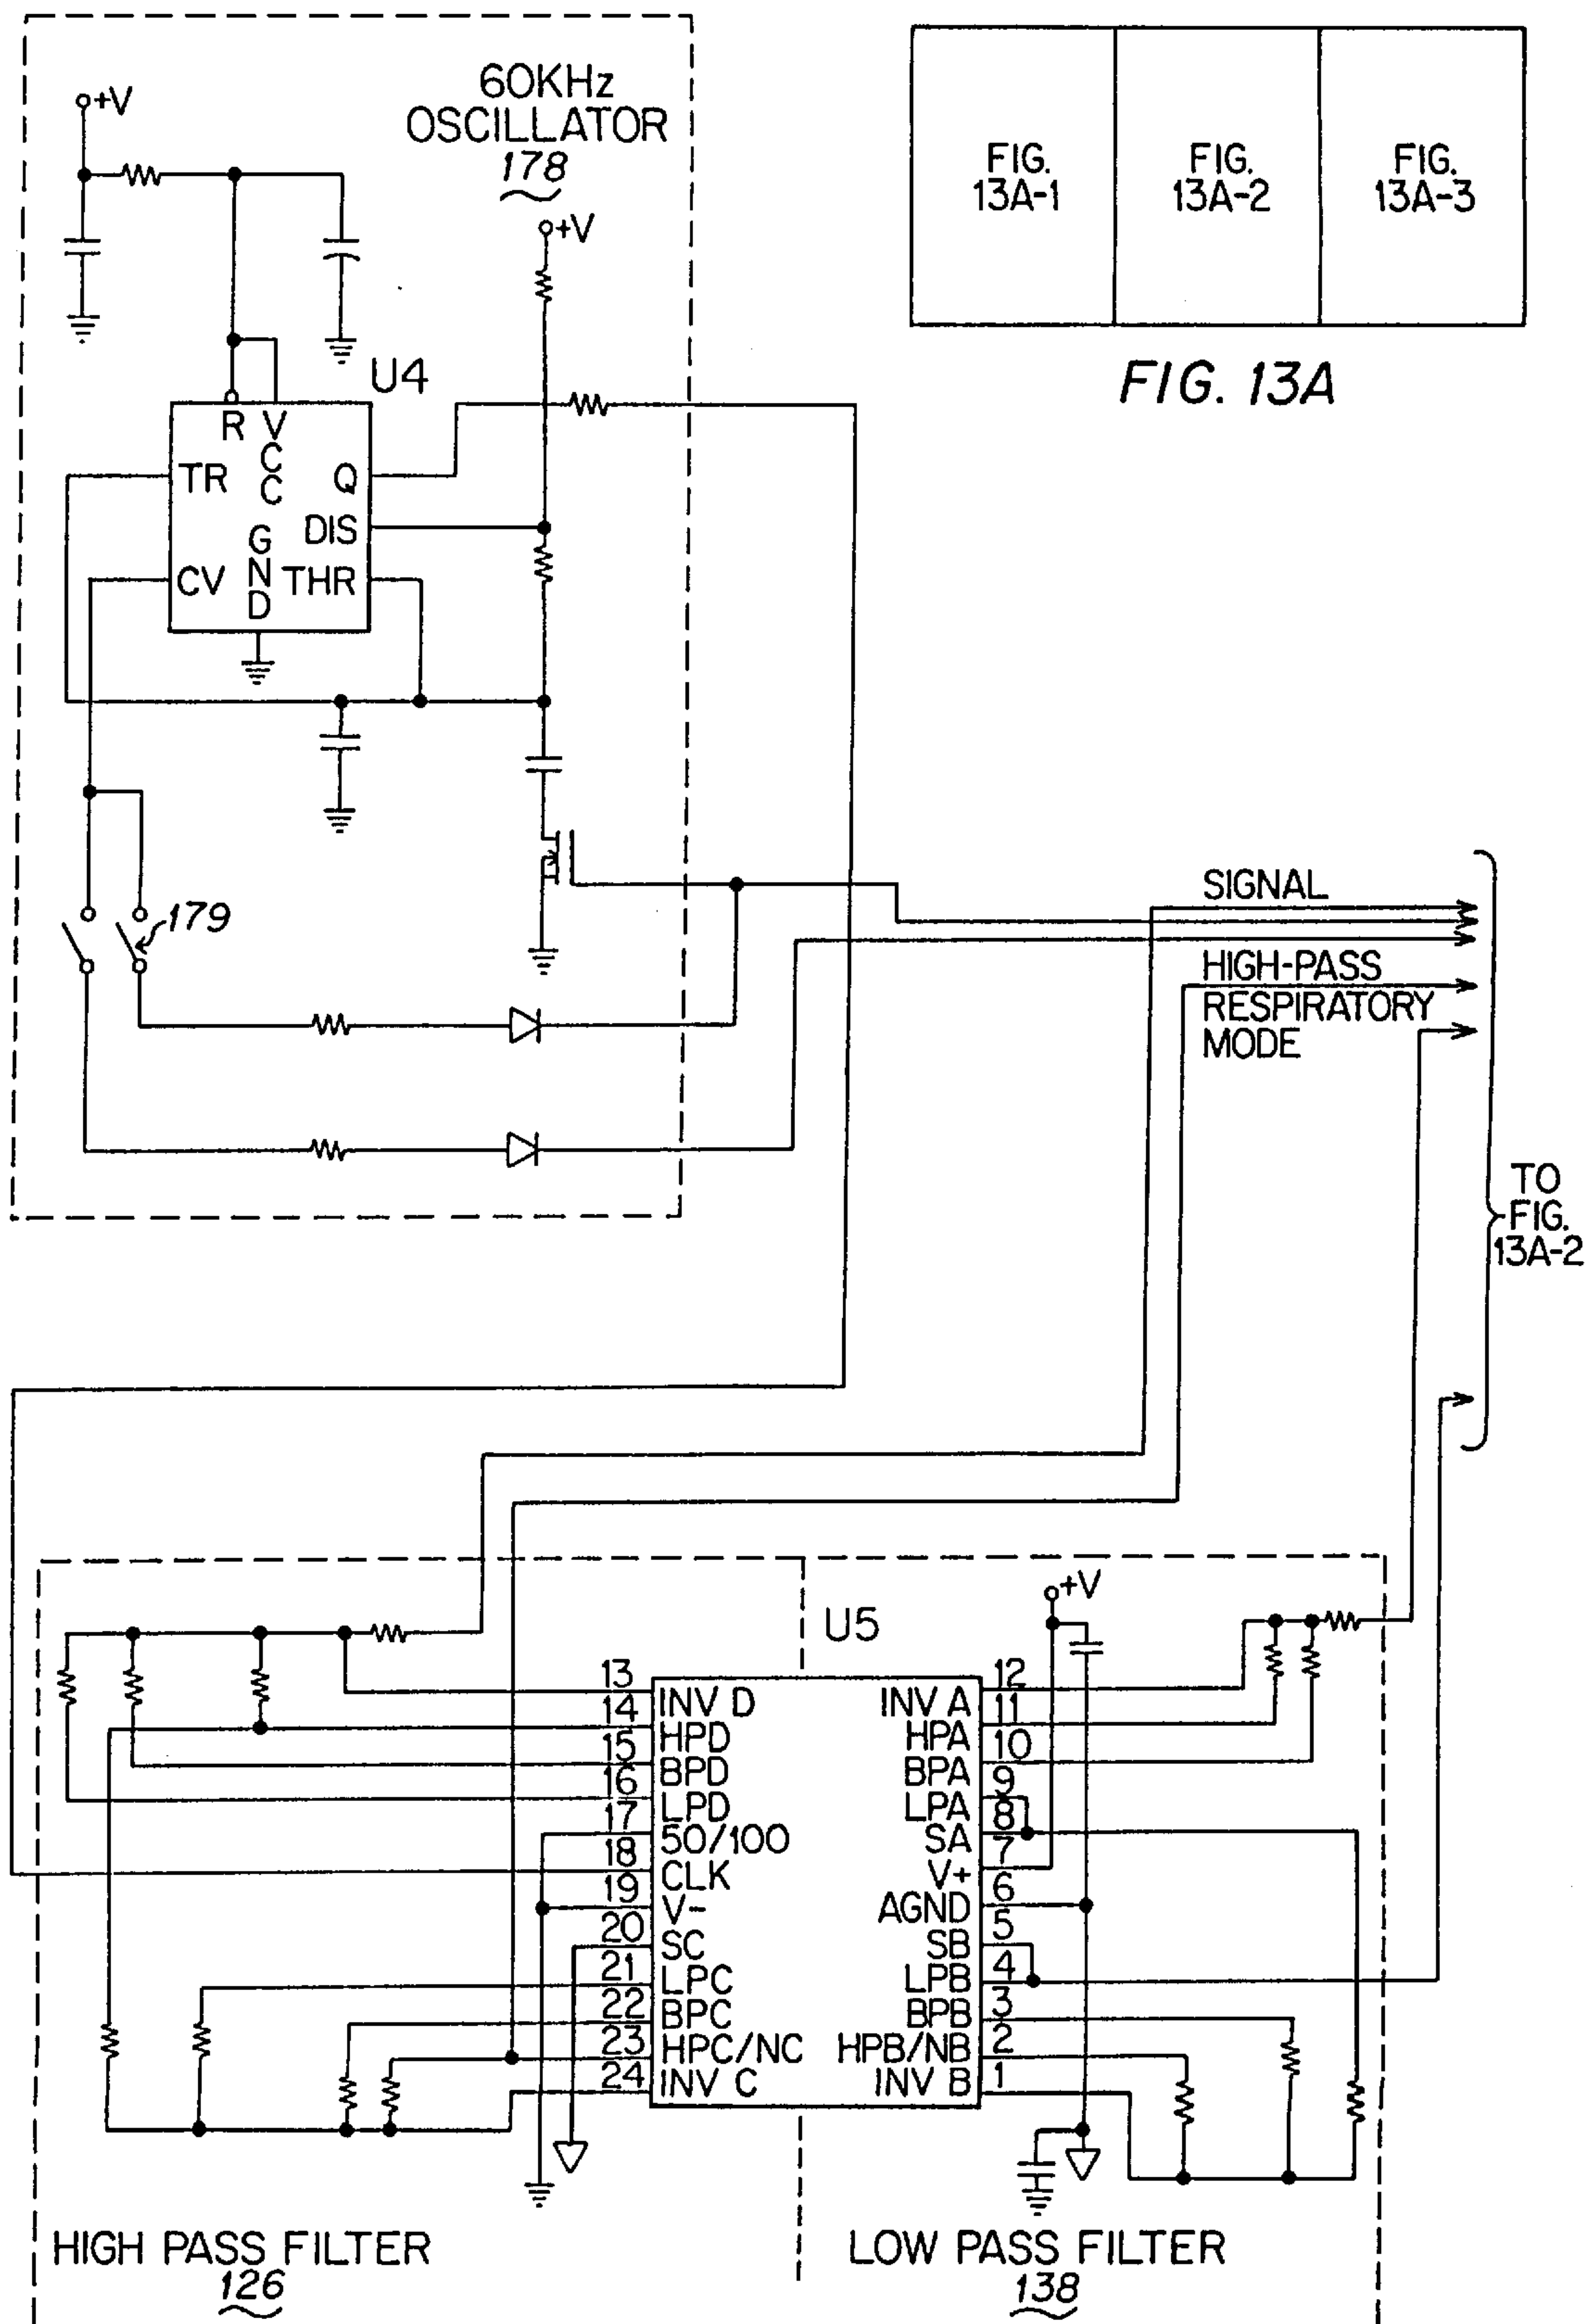 +V
60KHz
OSCILLATOR
178
+V
FIG.
13A-1
FIG.
13A-2
FIG.
13A-3
FIG. 13A
U4
R
VCC
TR
Q
GND
DIS
CV
THR
179
SIGNAL
HIGH-PASS
RESPIRATORY
MODE
TO
FIG.
13A-2
+V
U5
13
INV D
14
HPD
15
BPD
16
LPD
17
50/100
18
CLK
19
V-
20
SC
21
LPC
22
BPC
23
HPC/NC
24
INV C
12
INV A
11
HPA
10
BPA
9
LPA
8
SA
7
V+
6
AGND
5
SB
4
LPB
3
BPB
2
HPB/NB
1
INV B
HIGH PASS FILTER
126
LOW PASS FILTER
138